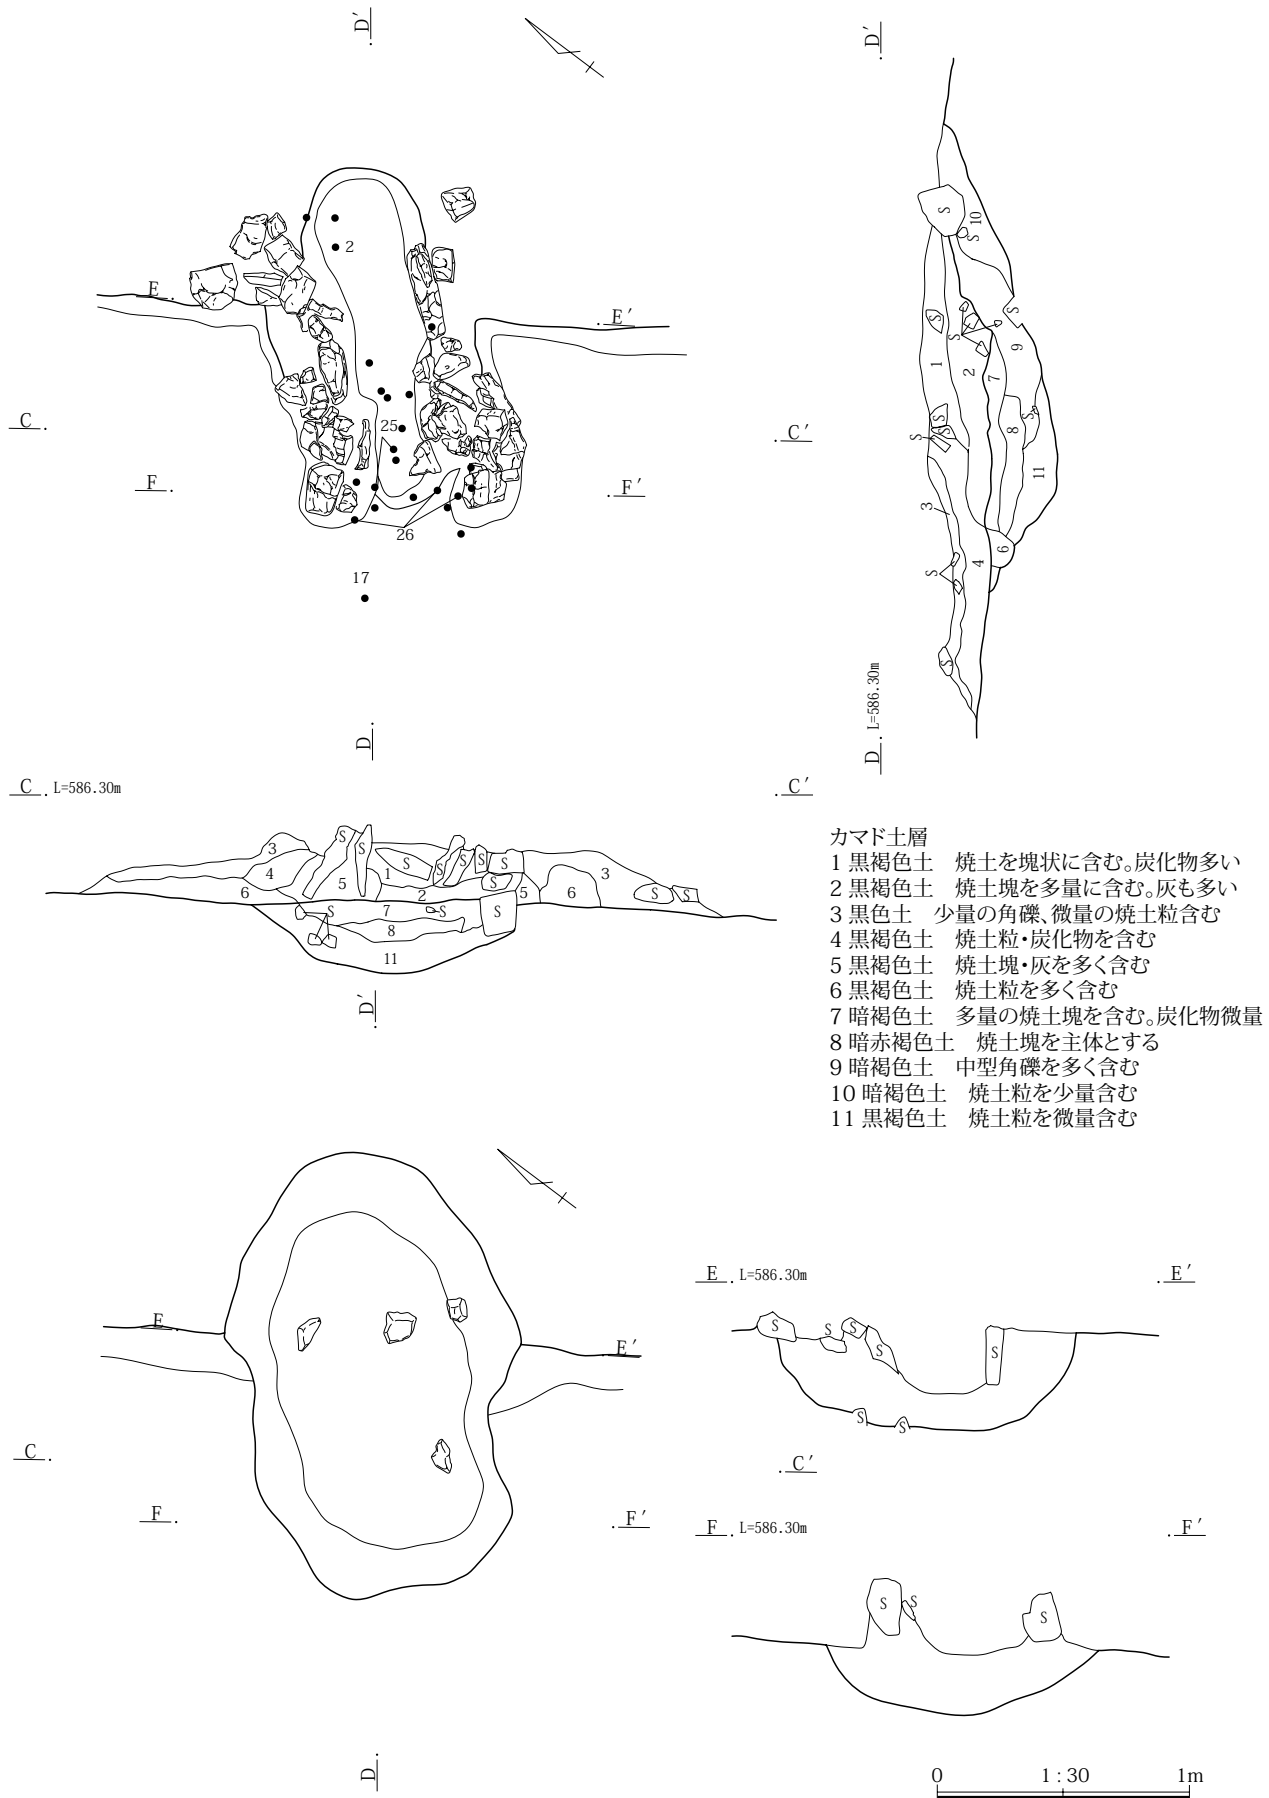 D′
D′
2
E
E′
C
C′
25
F
F′
26
17
D
S
10
S
S
S
S
1
2
7
9
S
S
S
8
S
11
3
4
6
S
S
D L=586.30m
C L=586.30m
C′
3
4
6
5
S
S
1
S
2
S
S
S
S
S
5
6
3
S
S
S
7
S
S
8
11
D′
カマド土層
1 黒褐色土　焼土を塊状に含む。炭化物多い
2 黒褐色土　焼土塊を多量に含む。灰も多い
3 黒色土　少量の角礫、微量の焼土粒含む
4 黒褐色土　焼土粒・炭化物を含む
5 黒褐色土　焼土塊・灰を多く含む
6 黒褐色土　焼土粒を多く含む
7 暗褐色土　多量の焼土塊を含む。炭化物微量
8 暗赤褐色土　焼土塊を主体とする
9 暗褐色土　中型角礫を多く含む
10 暗褐色土　焼土粒を少量含む
11 黒褐色土　焼土粒を微量含む
E
E′
C
C′
F
F′
D
E L=586.30m
E′
S
S
S
S
S
S
S
F L=586.30m
F′
S
S
S
0 1:30 1m